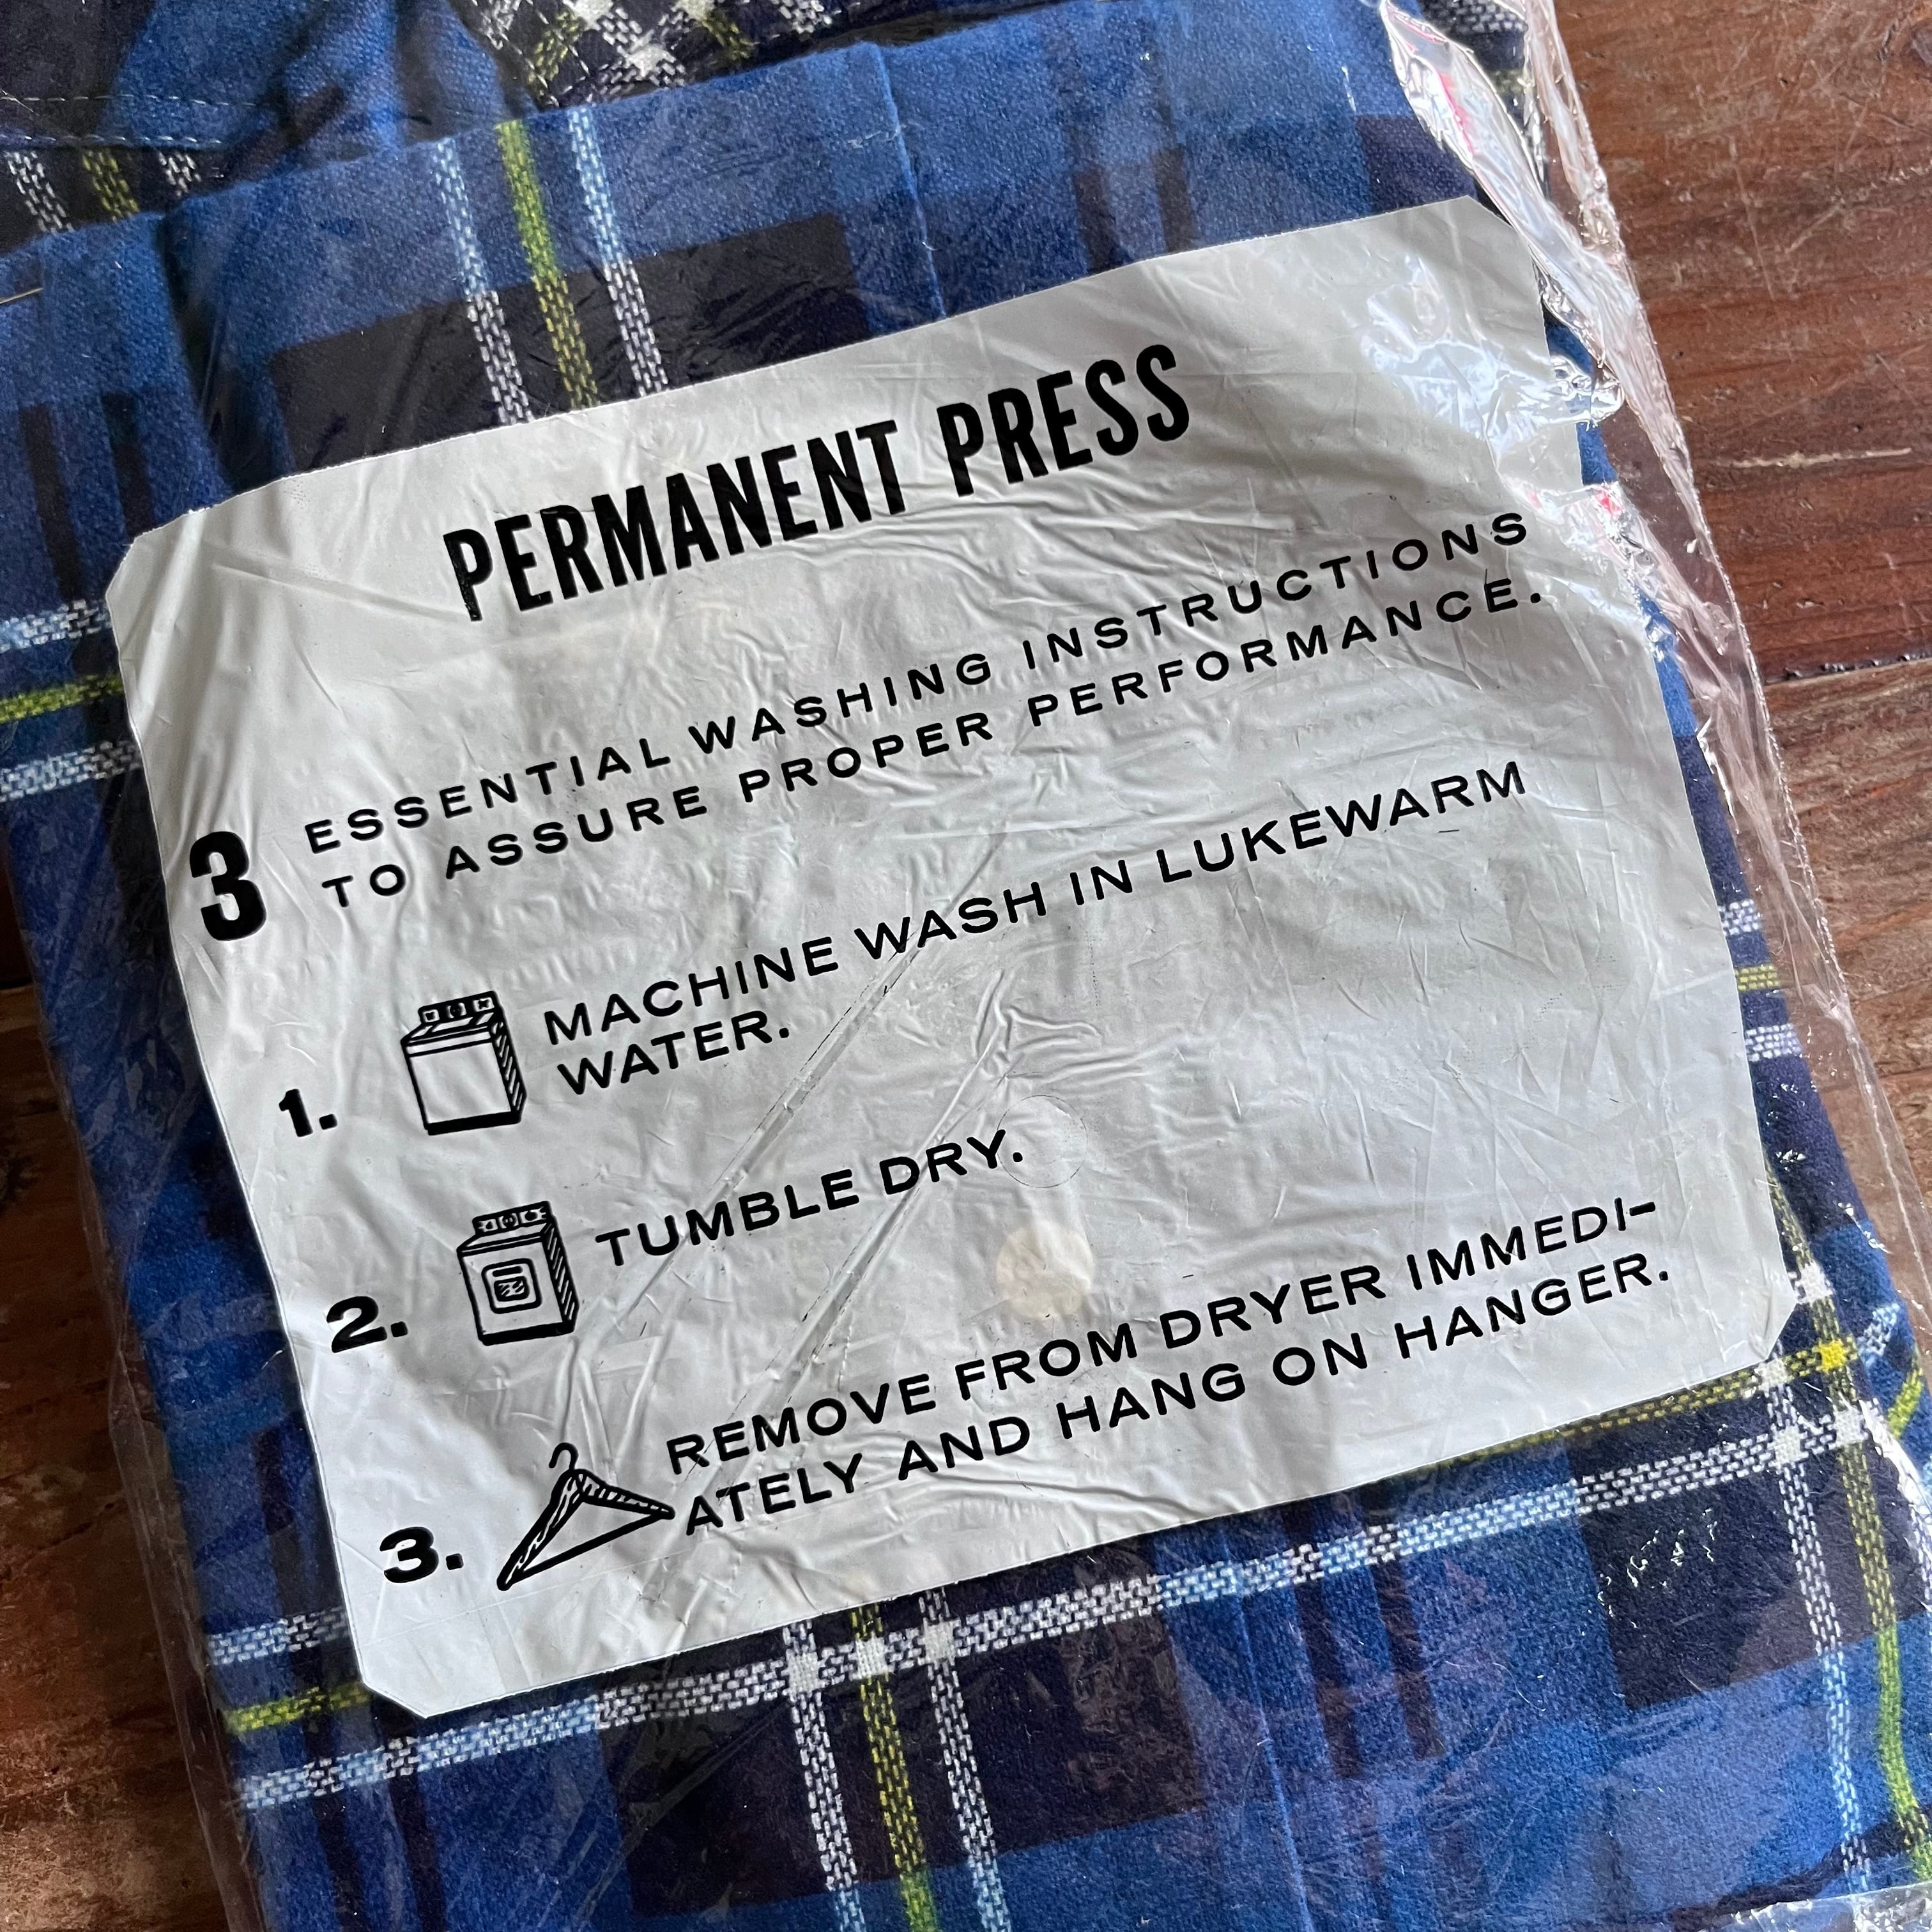 PERMANENT PRESS
3 ESSENTIAL WASHING INSTRUCTIONS
TO ASSURE PROPER PERFORMANCE.
1. MACHINE WASH IN LUKEWARM
WATER.
2. TUMBLE DRY.
3. REMOVE FROM DRYER IMMEDI-
ATELY AND HANG ON HANGER.